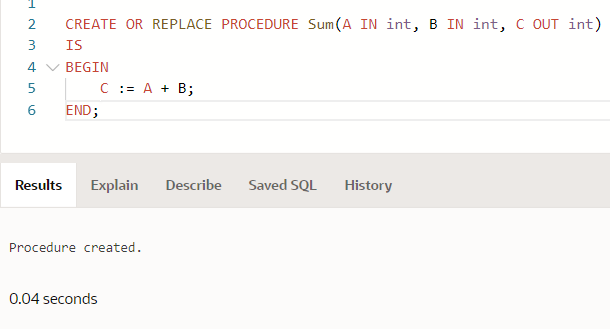 1
2 CREATE OR REPLACE PROCEDURE Sum(A IN int, B IN int, C OUT int)
3 IS
4 BEGIN
5 C := A + B;
6 END;
Results Explain Describe Saved SQL History
Procedure created.
0.04 seconds